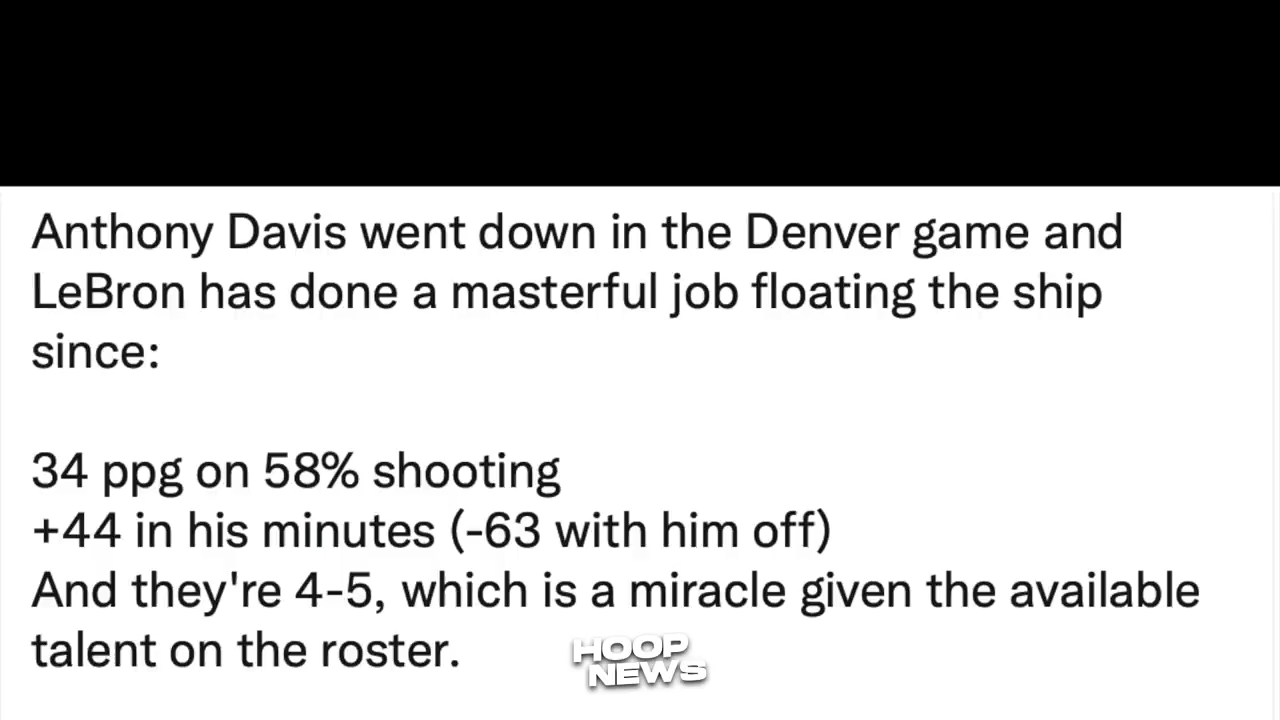 Anthony Davis went down in the Denver game and
LeBron has done a masterful job floating the ship
since:
34 ppg on 58% shooting
+44 in his minutes (-63 with him off)
And they're 4-5, which is a miracle given the available
talent on the roster.
HOOP
NEWS